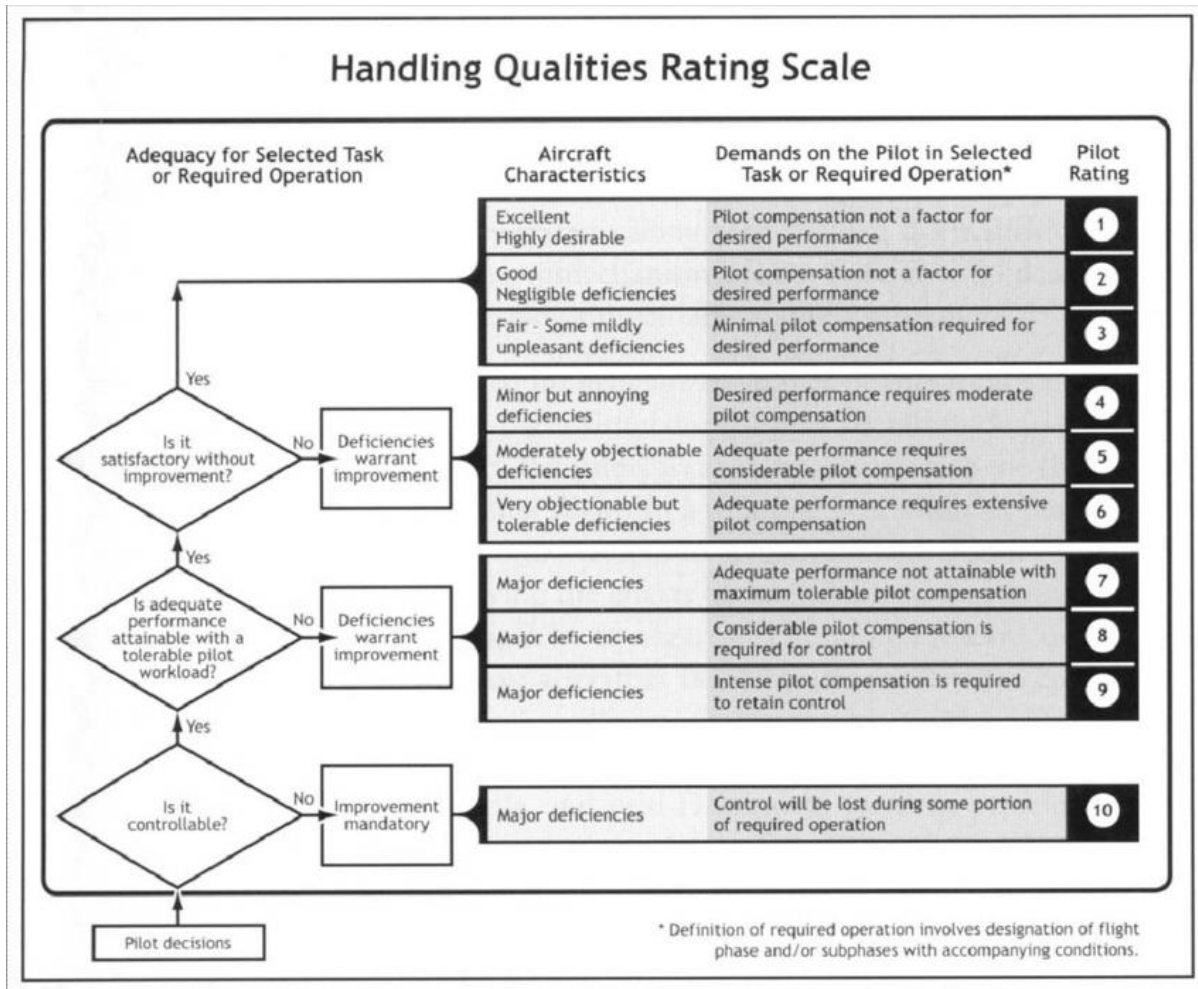 Handling Qualities Rating Scale
Adequacy for Selected Task
or Required Operation
Aircraft
Characteristics
Demands on the Pilot in Selected
Task or Required Operation*
Pilot
Rating
Excellent
Highly desirable
Pilot compensation not a factor for
desired performance
1
Good
Negligible deficiencies
Pilot compensation not a factor for
desired performance
2
Fair - Some mildly
unpleasant deficiencies
Minimal pilot compensation required for
desired performance
3
Yes
Is it
satisfactory without
improvement?
No
Deficiencies
warrant
improvement
Minor but annoying
deficiencies
Desired performance requires moderate
pilot compensation
4
Moderately objectionable
deficiencies
Adequate performance requires
considerable pilot compensation
5
Very objectionable but
tolerable deficiencies
Adequate performance requires extensive
pilot compensation
6
Yes
Is adequate
performance
attainable with a
tolerable pilot
workload?
No
Deficiencies
warrant
improvement
Major deficiencies
Adequate performance not attainable with
maximum tolerable pilot compensation
7
Major deficiencies
Considerable pilot compensation is
required for control
8
Major deficiencies
Intense pilot compensation is required
to retain control
9
Yes
Is it
controllable?
No
Improvement
mandatory
Major deficiencies
Control will be lost during some portion
of required operation
10
Pilot decisions
* Definition of required operation involves designation of flight
phase and/or subphases with accompanying conditions.